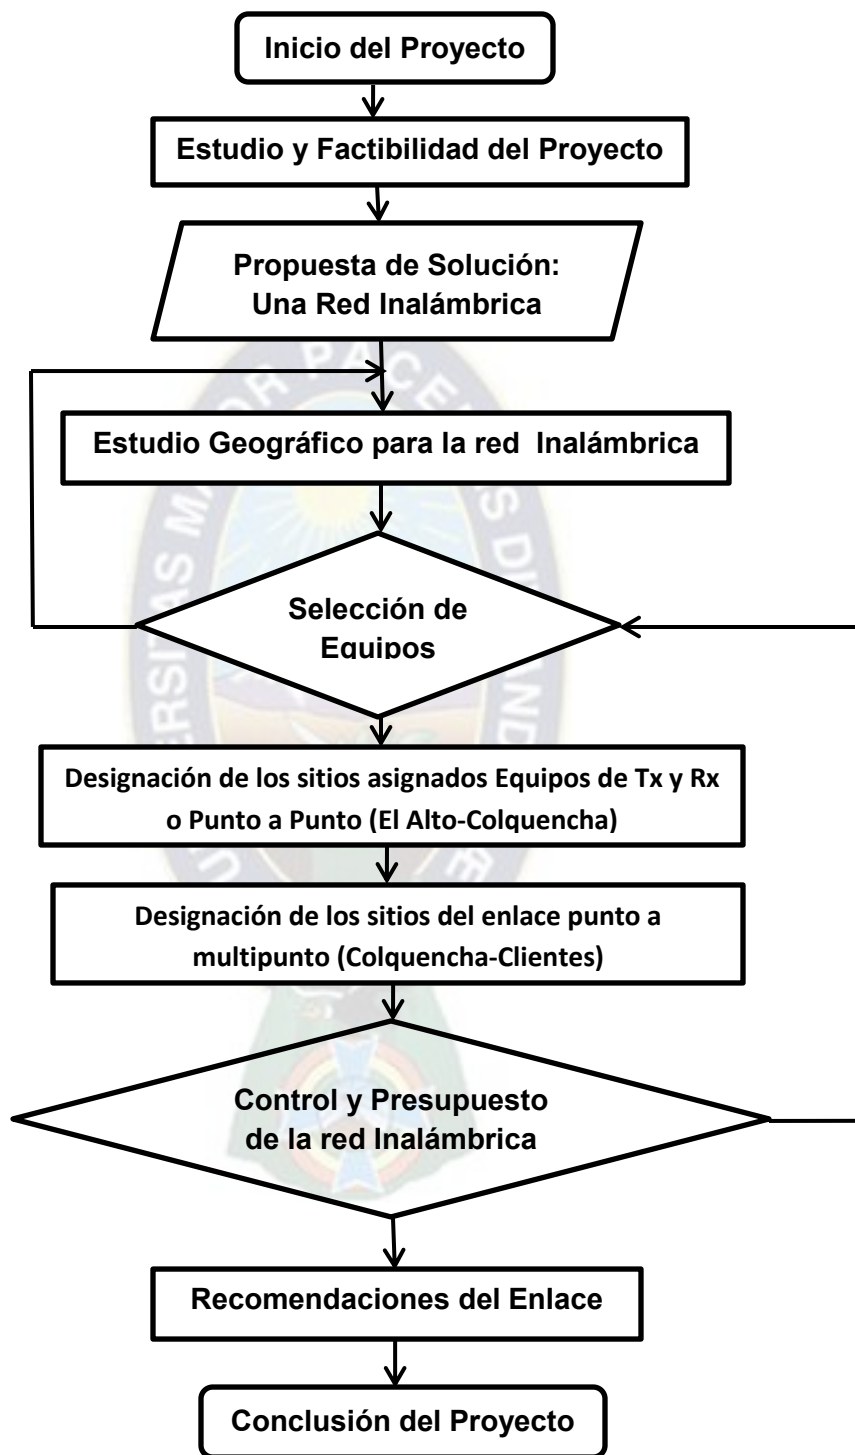 Inicio del Proyecto
Estudio y Factibilidad del Proyecto
Propuesta de Solución:
Una Red Inalámbrica
Estudio Geográfico para la red Inalámbrica
Selección de
Equipos
Designación de los sitios asignados Equipos de Tx y Rx
o Punto a Punto (El Alto-Colquencha)
Designación de los sitios del enlace punto a
multipunto (Colquencha-Clientes)
Control y Presupuesto
de la red Inalámbrica
Recomendaciones del Enlace
Conclusión del Proyecto